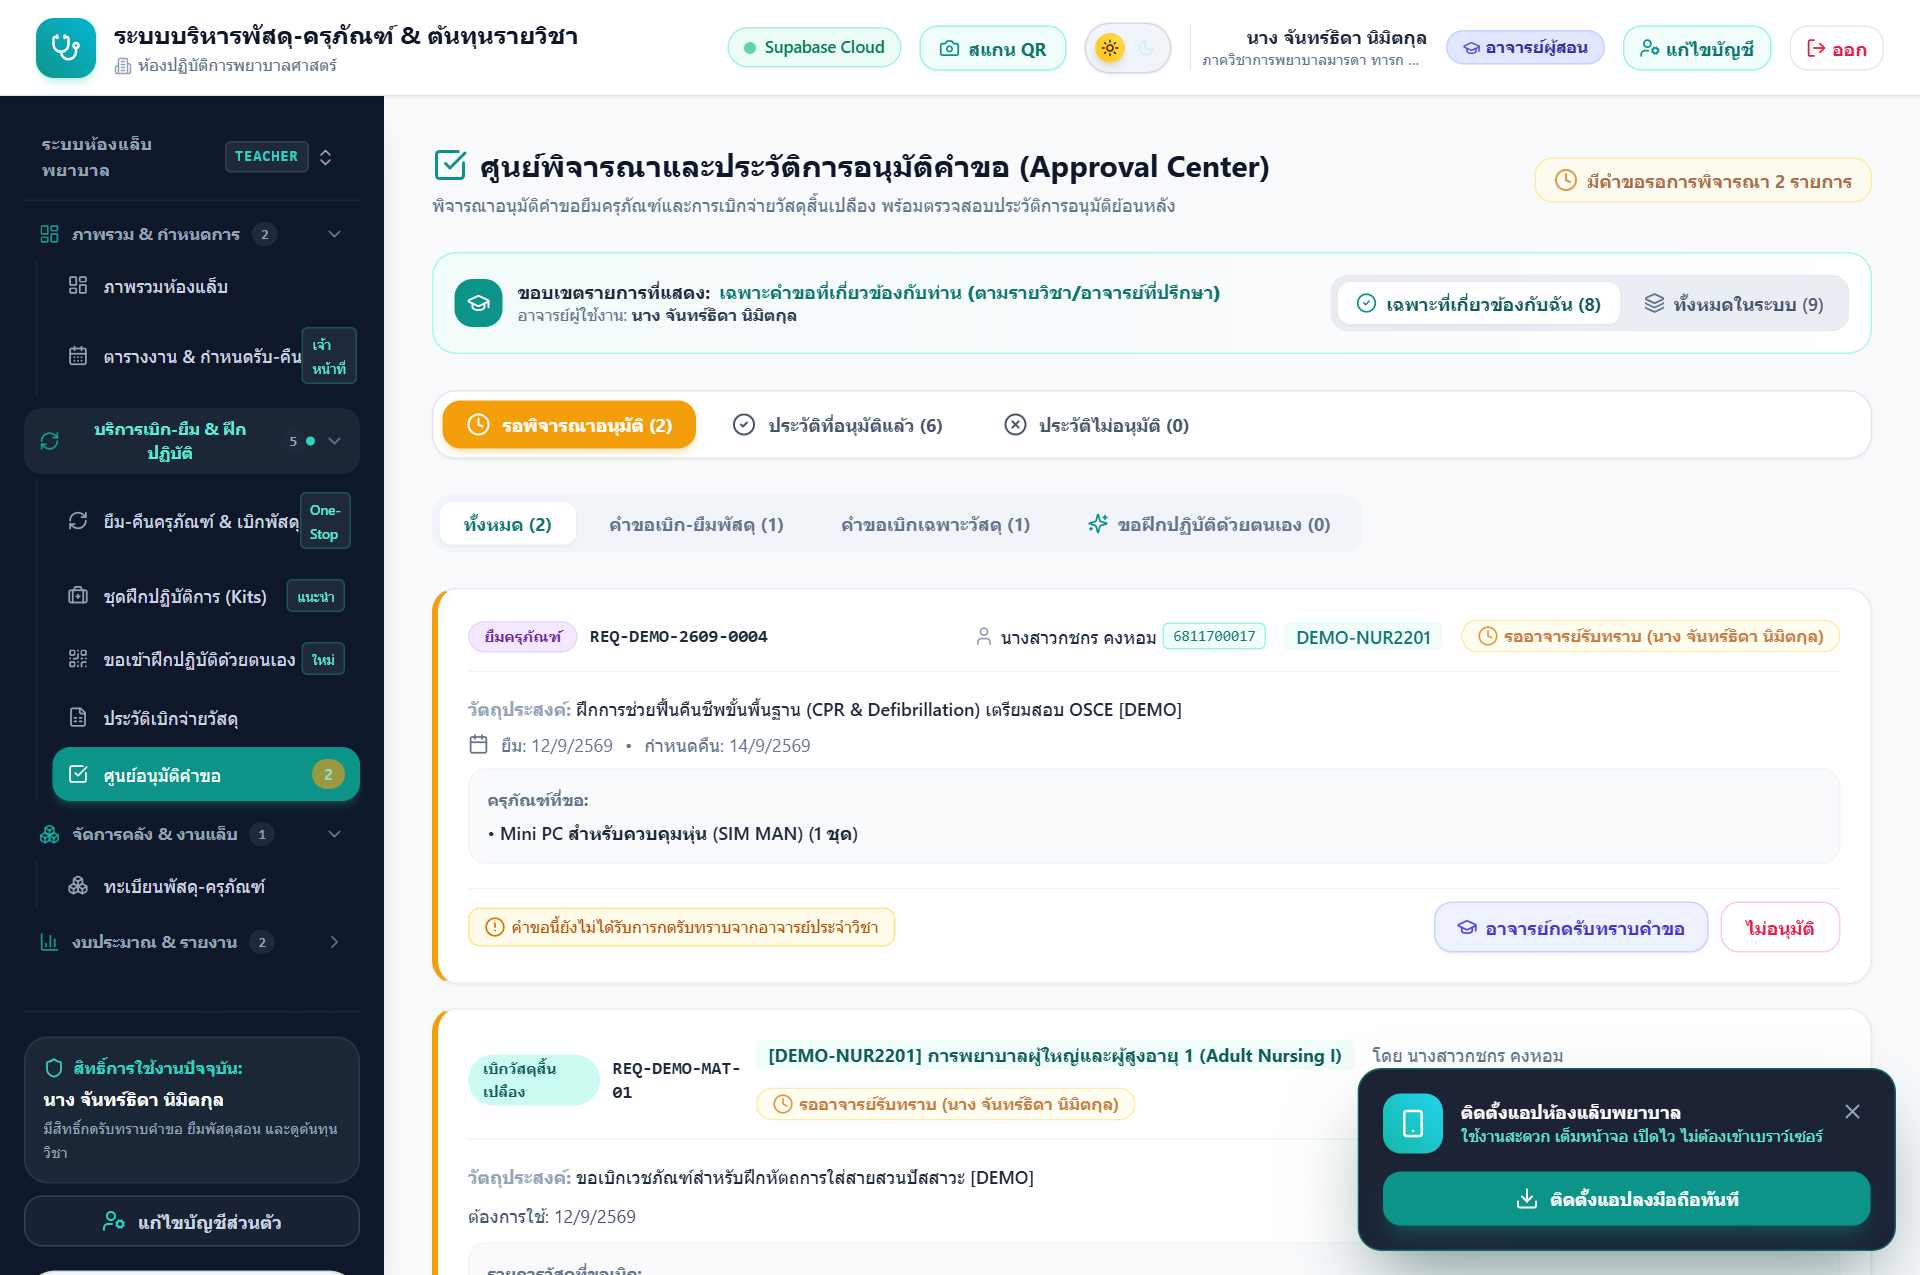 ระบบบริหารพัสดุ-ครุภัณฑ์ & ต้นทุนรายวิชา
ห้องปฏิบัติการพยาบาลศาสตร์
Supabase Cloud
สแกน QR
นาง จันทร์ธิดา นิมิตกุล
ภาควิชาการพยาบาลมารดา ทารก ...
อาจารย์ผู้สอน
แก้ไขบัญชี
ออก
ระบบห้องแล็บ
พยาบาล
TEACHER
ภาพรวม & กำหนดการ 2
ภาพรวมห้องแล็บ
ตารางงาน & กำหนดรับ-คืน
เจ้า
หน้าที่
บริการเบิก-ยืม & ฝึก
ปฏิบัติ
5
ยืม-คืนครุภัณฑ์ & เบิกพัสดุ
One-
Stop
ชุดฝึกปฏิบัติการ (Kits) แนะนำ
ขอเข้าฝึกปฏิบัติด้วยตนเอง ใหม่
ประวัติเบิกจ่ายวัสดุ
ศูนย์อนุมัติคำขอ 2
จัดการคลัง & งานแล็บ 1
ทะเบียนพัสดุ-ครุภัณฑ์
งบประมาณ & รายงาน 2
สิทธิ์การใช้งานปัจจุบัน:
นาง จันทร์ธิดา นิมิตกุล
มีสิทธิ์กดรับทราบคำขอ ยืมพัสดุสอน และดูต้นทุน
วิชา
แก้ไขบัญชีส่วนตัว
ศูนย์พิจารณาและประวัติการอนุมัติคำขอ (Approval Center)
พิจารณาอนุมัติคำขอยืมครุภัณฑ์และการเบิกจ่ายวัสดุสิ้นเปลือง พร้อมตรวจสอบประวัติการอนุมัติย้อนหลัง
มีคำขอรอการพิจารณา 2 รายการ
ขอบเขตรายการที่แสดง: เฉพาะคำขอที่เกี่ยวข้องกับท่าน (ตามรายวิชา/อาจารย์ที่ปรึกษา)
อาจารย์ผู้ใช้งาน: นาง จันทร์ธิดา นิมิตกุล
เฉพาะที่เกี่ยวข้องกับฉัน (8)
ทั้งหมดในระบบ (9)
รอพิจารณาอนุมัติ (2)
ประวัติที่อนุมัติแล้ว (6)
ประวัติไม่อนุมัติ (0)
ทั้งหมด (2)
คำขอเบิก-ยืมพัสดุ (1)
คำขอเบิกเฉพาะวัสดุ (1)
ขอฝึกปฏิบัติด้วยตนเอง (0)
ยืมครุภัณฑ์ REQ-DEMO-2609-0004
นางสาวกชกร คงหอม 6811700017
DEMO-NUR2201
รออาจารย์รับทราบ (นาง จันทร์ธิดา นิมิตกุล)
วัตถุประสงค์: ฝึกการช่วยฟื้นคืนชีพขั้นพื้นฐาน (CPR & Defibrillation) เตรียมสอบ OSCE [DEMO]
ยืม: 12/9/2569 • กำหนดคืน: 14/9/2569
ครุภัณฑ์ที่ขอ:
• Mini PC สำหรับควบคุมหุ่น (SIM MAN) (1 ชุด)
คำขอนี้ยังไม่ได้รับการกดรับทราบจากอาจารย์ประจำวิชา
อาจารย์กดรับทราบคำขอ
ไม่อนุมัติ
เบิกวัสดุสิ้น
เปลือง
REQ-DEMO-MAT-
01
[DEMO-NUR2201] การพยาบาลผู้ใหญ่และผู้สูงอายุ 1 (Adult Nursing I)
โดย นางสาวกชกร คงหอม
รออาจารย์รับทราบ (นาง จันทร์ธิดา นิมิตกุล)
วัตถุประสงค์: ขอเบิกเวชภัณฑ์สำหรับฝึกหัตถการใส่สายสวนปัสสาวะ [DEMO]
ต้องการใช้: 12/9/2569
รายการวัสดุที่ขอเบิก:
ติดตั้งแอปห้องแล็บพยาบาล
ใช้งานสะดวก เต็มหน้าจอ เปิดไว ไม่ต้องเข้าเบราว์เซอร์
ติดตั้งแอปลงมือถือทันที